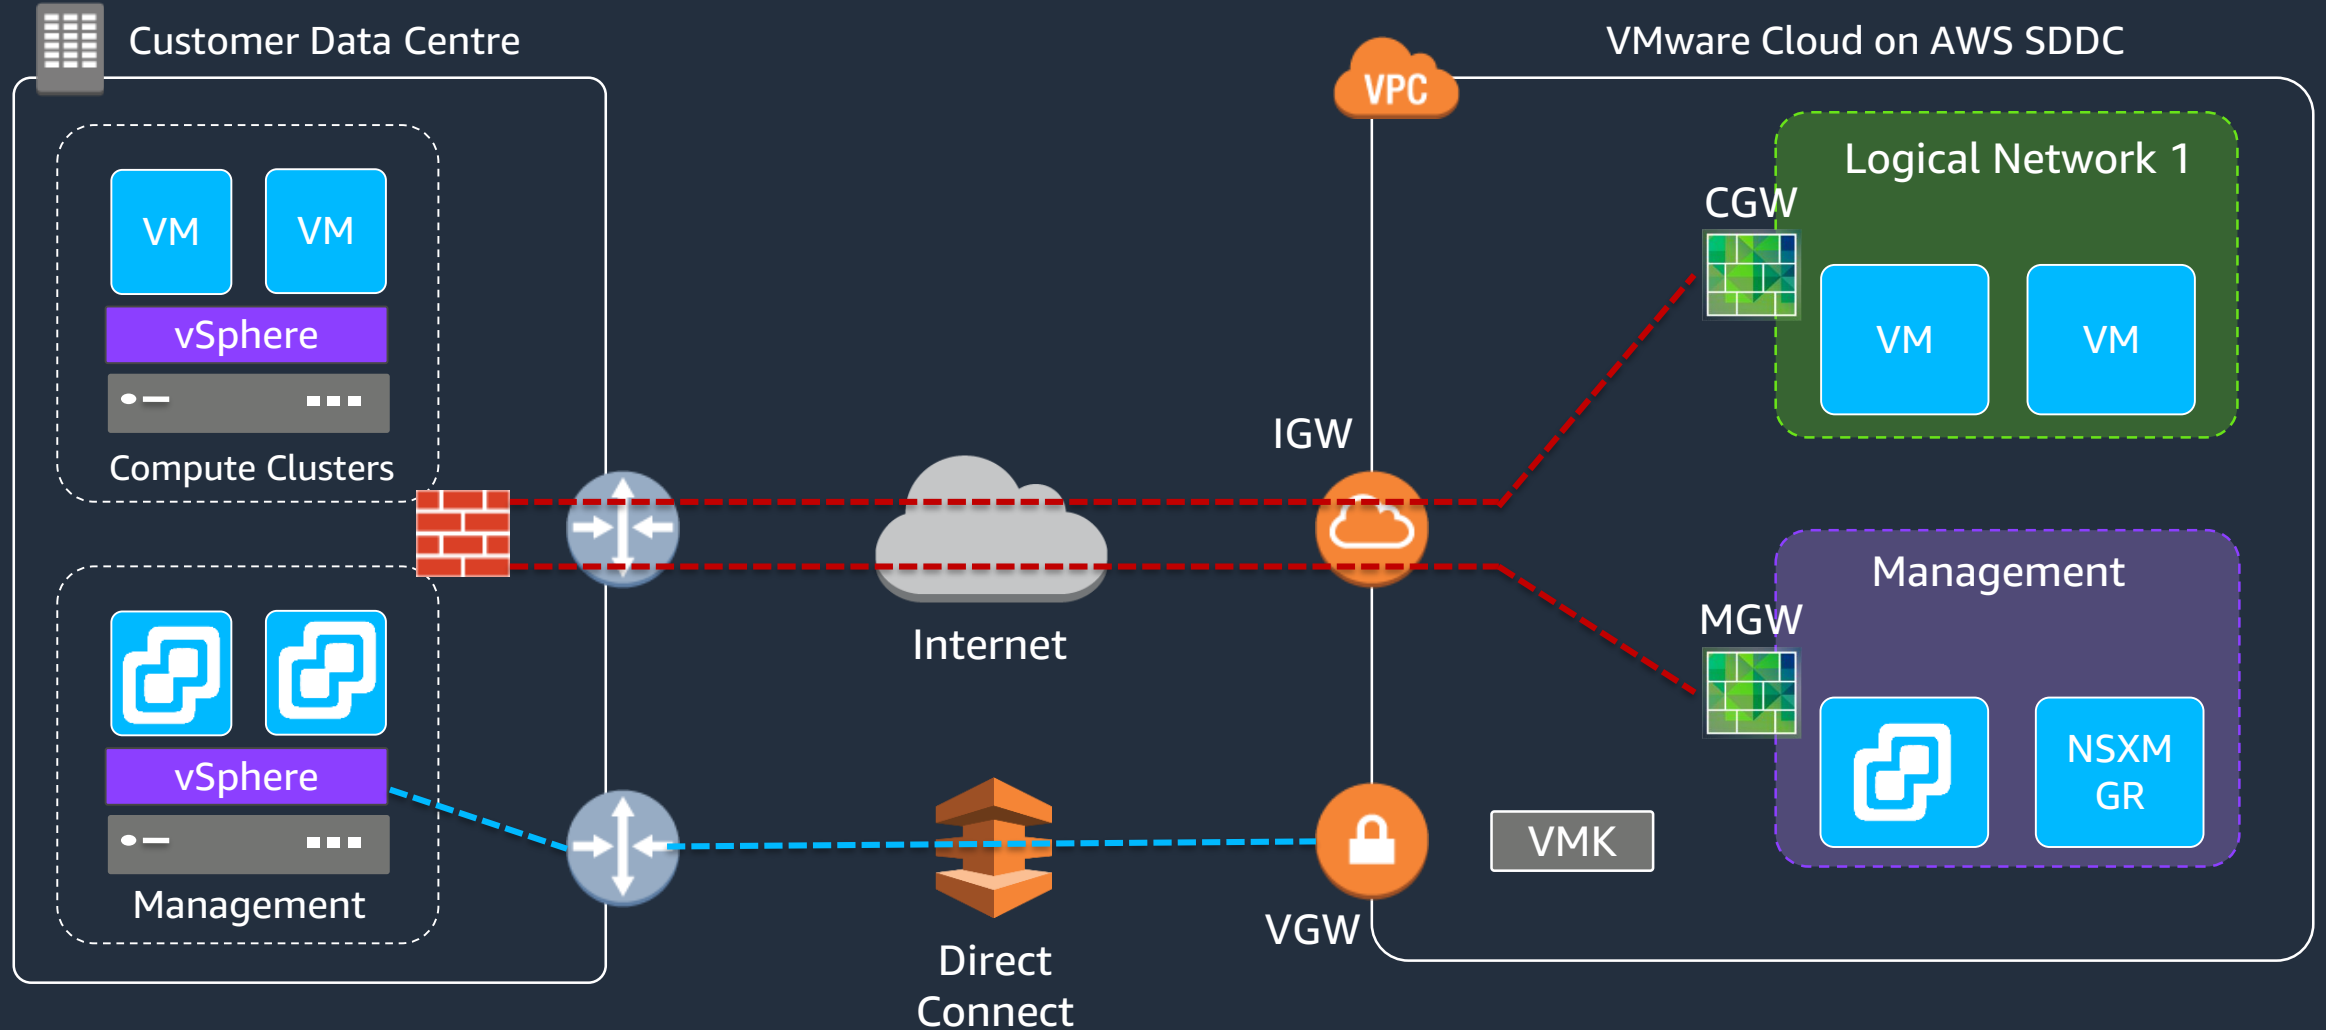 Customer Data Centre
VM
VM
vSphere
Compute Clusters
vSphere
Management
Internet
Direct
Connect
VPC
IGW
VGW
VMware Cloud on AWS SDDC
CGW
Logical Network 1
VM
VM
MGW
Management
NSXM
GR
VMK